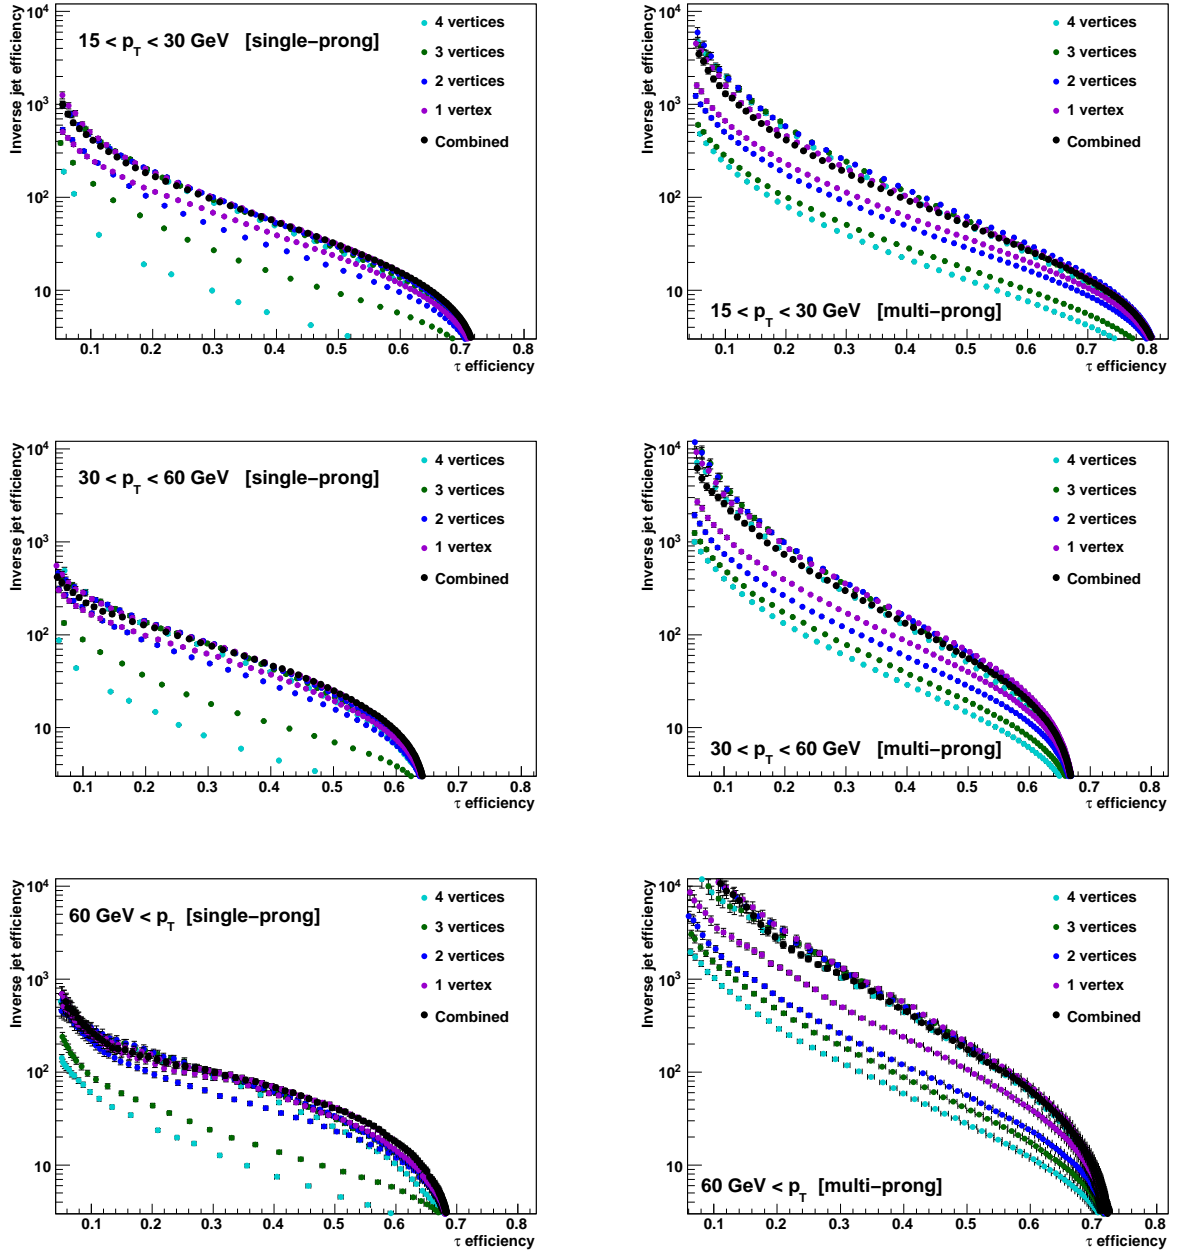 Inverse jet efficiency
10^4
10^3
10^2
10
15 < p_T < 30 GeV [single-prong]
4 vertices
3 vertices
2 vertices
1 vertex
Combined
0.1 0.2 0.3 0.4 0.5 0.6 0.7 0.8
τ efficiency
Inverse jet efficiency
10^4
10^3
10^2
10
4 vertices
3 vertices
2 vertices
1 vertex
Combined
15 < p_T < 30 GeV [multi-prong]
0.1 0.2 0.3 0.4 0.5 0.6 0.7 0.8
τ efficiency
Inverse jet efficiency
10^4
10^3
10^2
10
30 < p_T < 60 GeV [single-prong]
4 vertices
3 vertices
2 vertices
1 vertex
Combined
0.1 0.2 0.3 0.4 0.5 0.6 0.7 0.8
τ efficiency
Inverse jet efficiency
10^4
10^3
10^2
10
4 vertices
3 vertices
2 vertices
1 vertex
Combined
30 < p_T < 60 GeV [multi-prong]
0.1 0.2 0.3 0.4 0.5 0.6 0.7 0.8
τ efficiency
Inverse jet efficiency
10^4
10^3
10^2
10
60 GeV < p_T [single-prong]
4 vertices
3 vertices
2 vertices
1 vertex
Combined
0.1 0.2 0.3 0.4 0.5 0.6 0.7 0.8
τ efficiency
Inverse jet efficiency
10^4
10^3
10^2
10
4 vertices
3 vertices
2 vertices
1 vertex
Combined
60 GeV < p_T [multi-prong]
0.1 0.2 0.3 0.4 0.5 0.6 0.7 0.8
τ efficiency